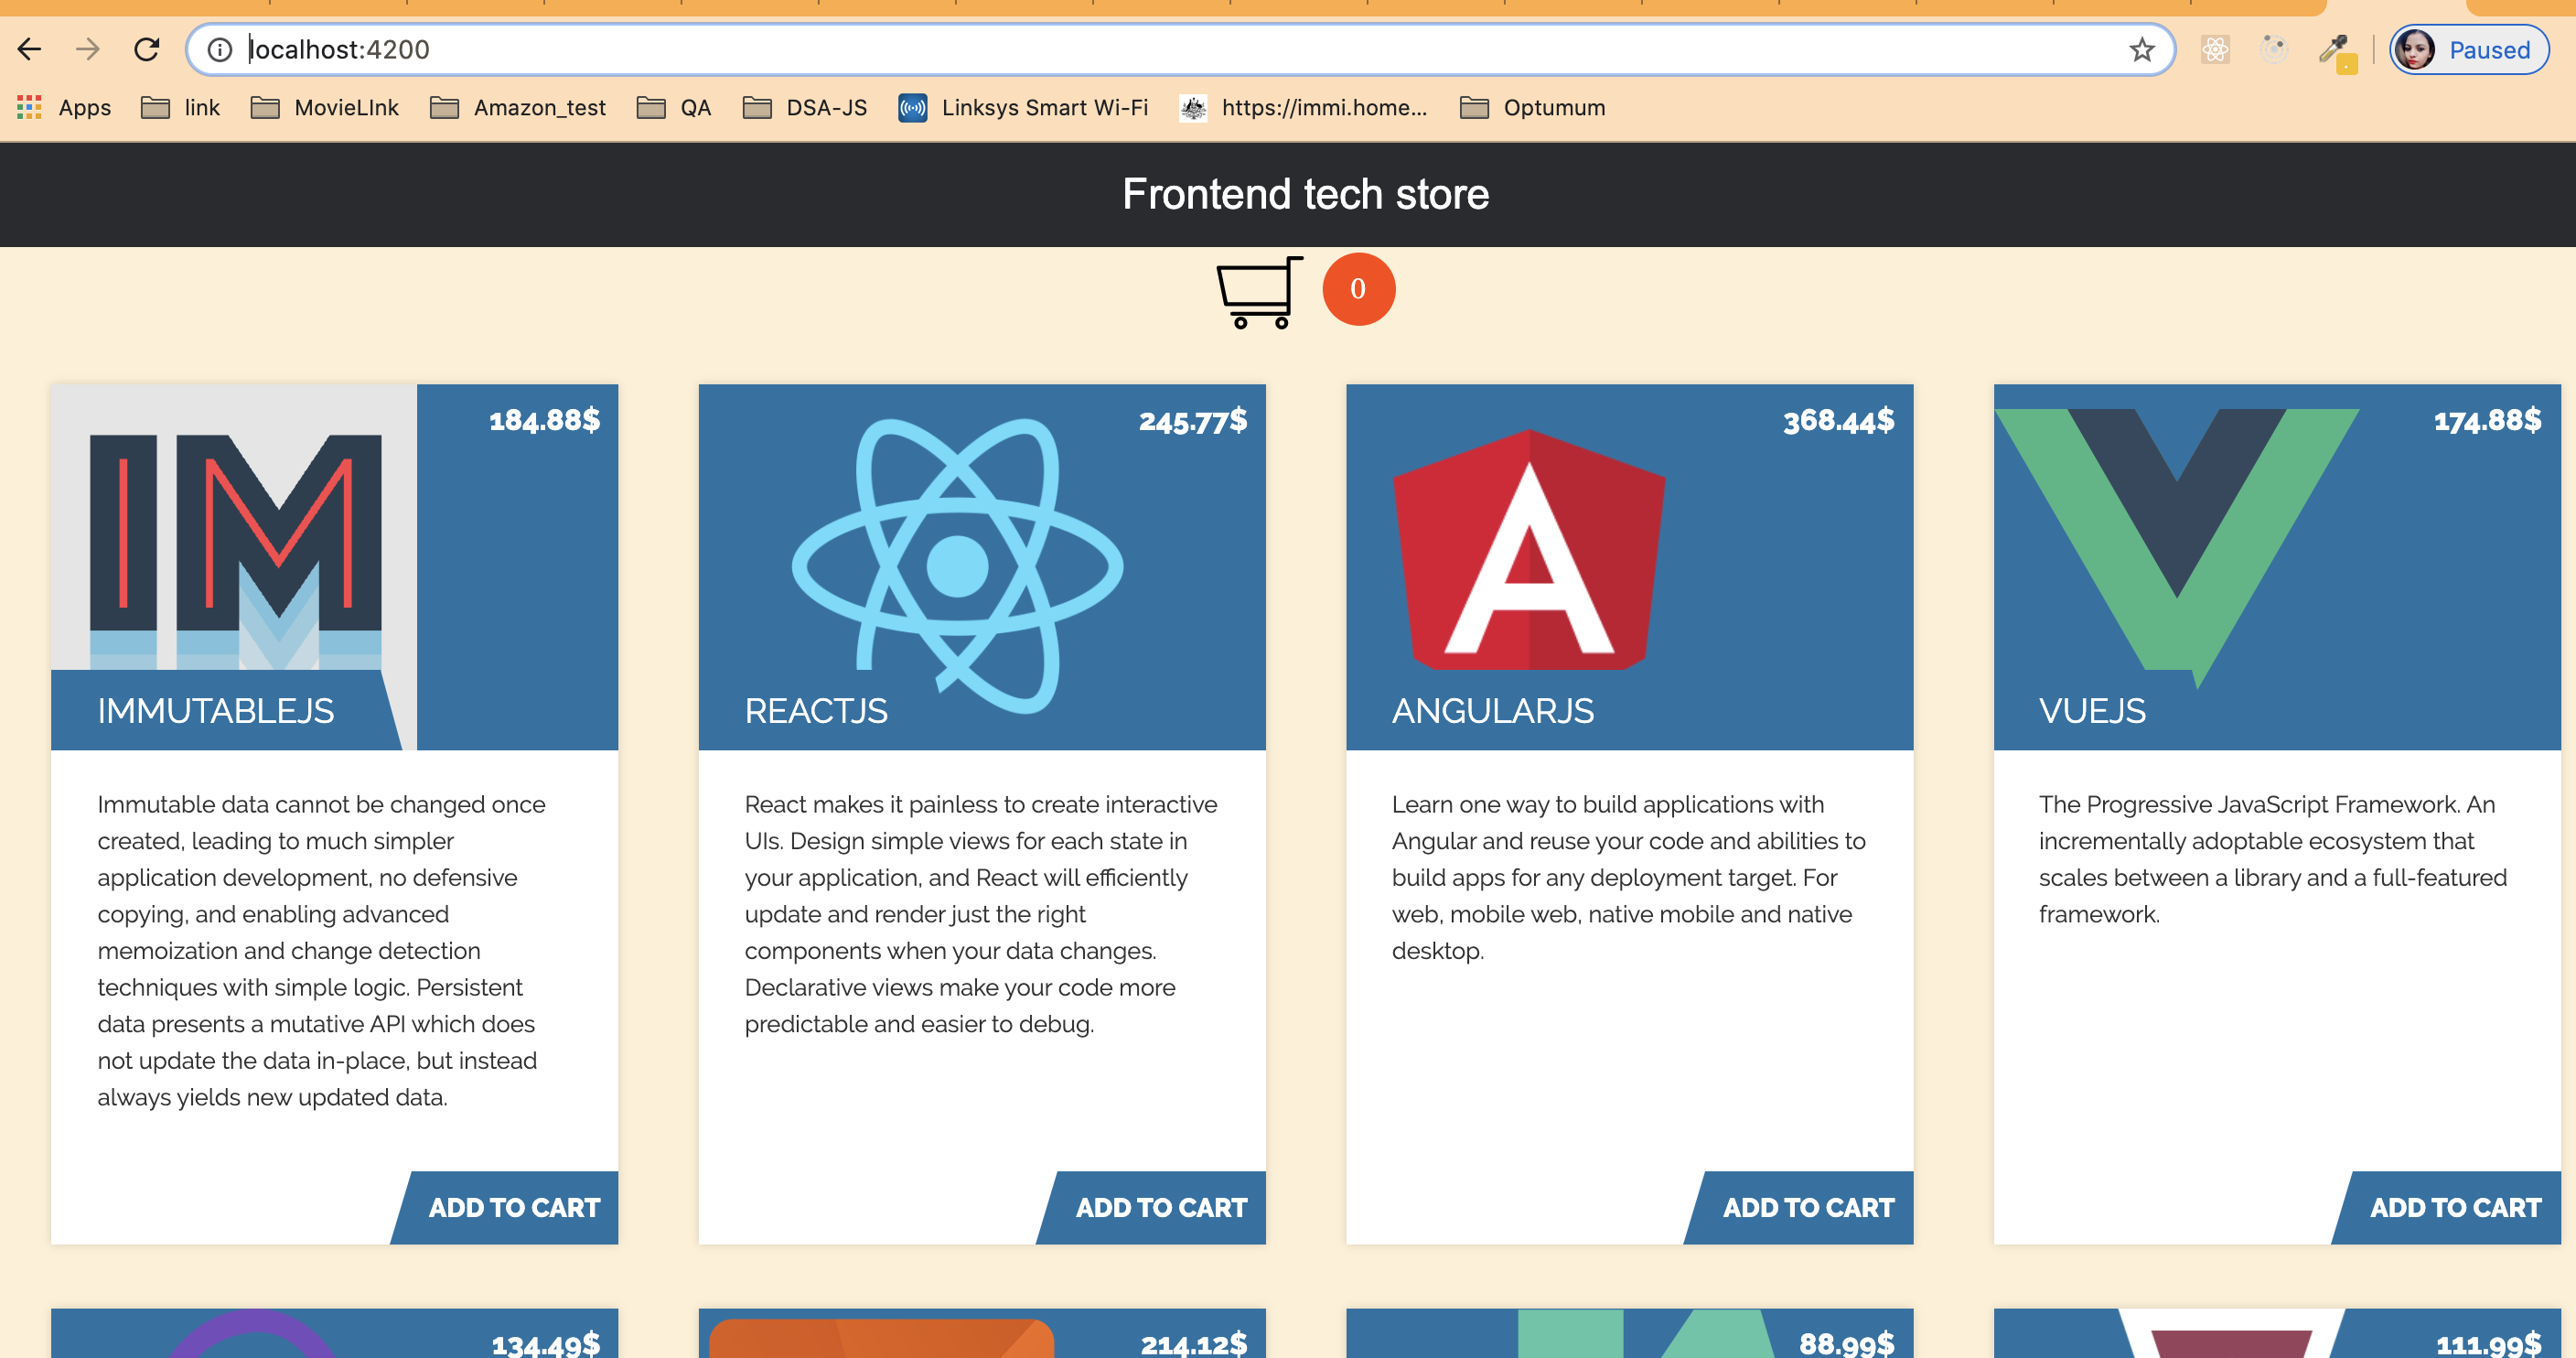 localhost:4200
Paused
Apps link MovieLInk Amazon_test QA DSA-JS Linksys Smart Wi-Fi https://immi.home... Optumum
Frontend tech store
0
184.88$
IM
IMMUTABLEJS
Immutable data cannot be changed once
created, leading to much simpler
application development, no defensive
copying, and enabling advanced
memoization and change detection
techniques with simple logic. Persistent
data presents a mutative API which does
not update the data in-place, but instead
always yields new updated data.
ADD TO CART
245.77$
REACTJS
React makes it painless to create interactive
UIs. Design simple views for each state in
your application, and React will efficiently
update and render just the right
components when your data changes.
Declarative views make your code more
predictable and easier to debug.
ADD TO CART
368.44$
A
ANGULARJS
Learn one way to build applications with
Angular and reuse your code and abilities to
build apps for any deployment target. For
web, mobile web, native mobile and native
desktop.
ADD TO CART
174.88$
VUEJS
The Progressive JavaScript Framework. An
incrementally adoptable ecosystem that
scales between a library and a full-featured
framework.
ADD TO CART
134.49$
214.12$
88.99$
111.99$